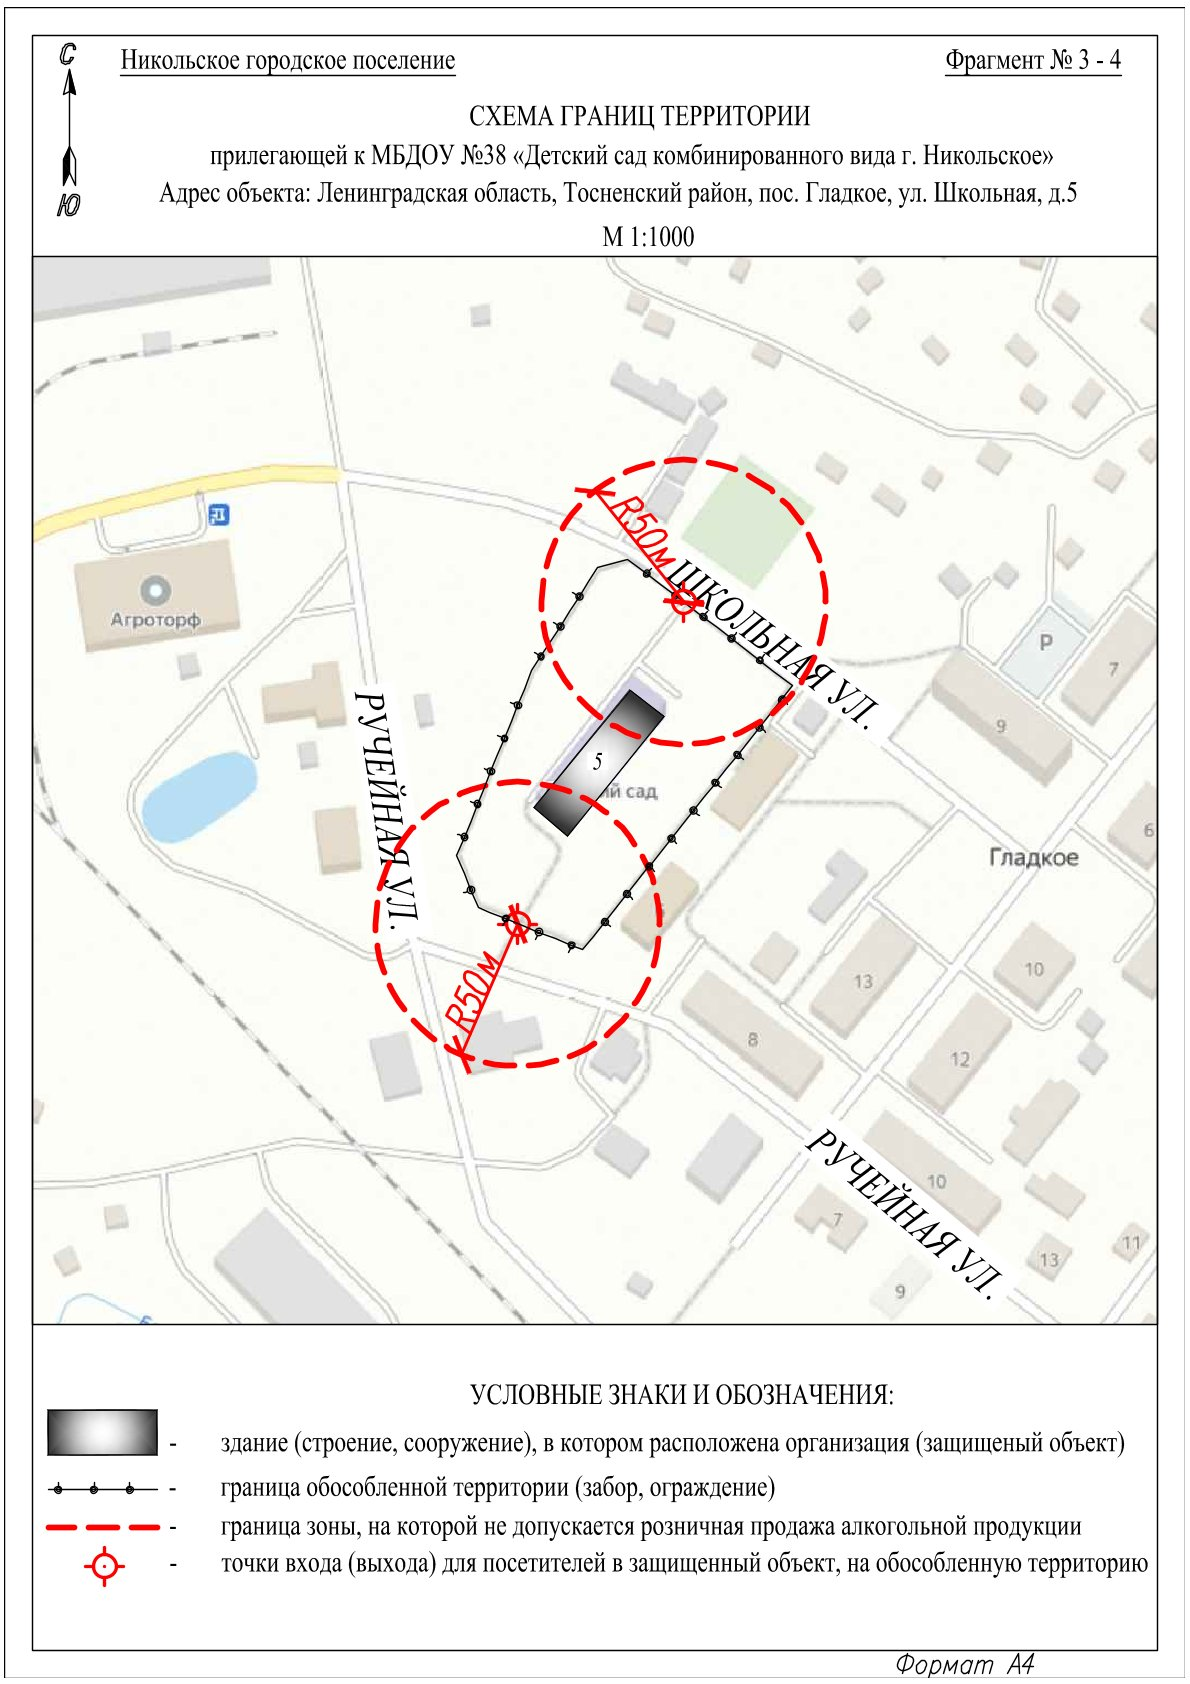 С
Никольское городское поселение
Фрагмент № 3 - 4
СХЕМА ГРАНИЦ ТЕРРИТОРИИ
прилегающей к МБДОУ №38 «Детский сад комбинированного вида г. Никольское»
Адрес объекта: Ленинградская область, Тосненский район, пос. Гладкое, ул. Школьная, д.5
Ю
М 1:1000
R50м
ШКОЛЬНАЯ УЛ.
Агроторф
P
7
9
РУЧЕЙНАЯ УЛ.
5
ий сад
6
Гладкое
R50м
13
10
8
12
РУЧЕЙНАЯ УЛ.
10
7
11
13
9
УСЛОВНЫЕ ЗНАКИ И ОБОЗНАЧЕНИЯ:
- здание (строение, сооружение), в котором расположена организация (защищеный объект)
- граница обособленной территории (забор, ограждение)
- граница зоны, на которой не допускается розничная продажа алкогольной продукции
- точки входа (выхода) для посетителей в защищенный объект, на обособленную территорию
Формат А4